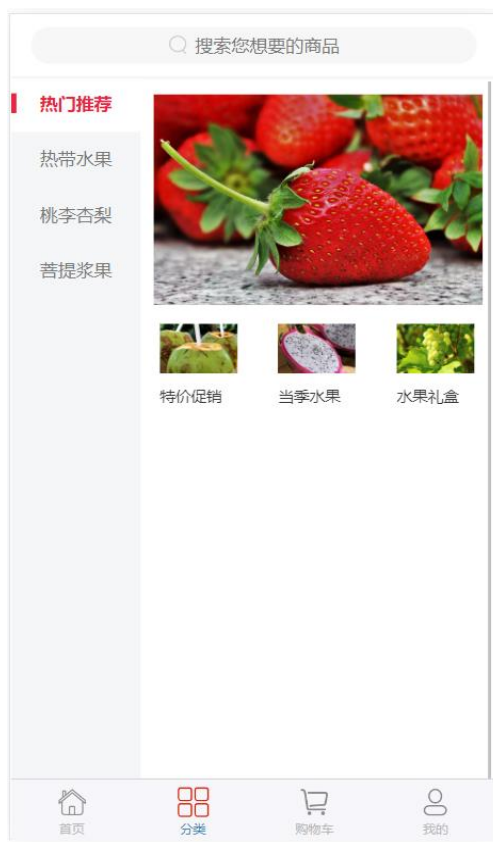 搜索您想要的商品
热门推荐
热带水果
桃李杏梨
菩提浆果
特价促销 当季水果 水果礼盒
首页 分类 购物车 我的